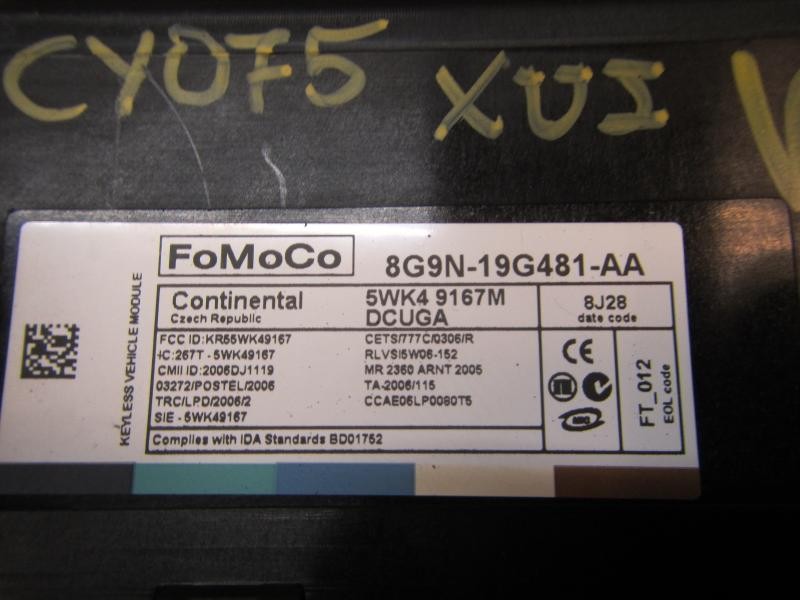 CY075 XUI V
FoMoCo 8G9N-19G481-AA
KEYLESS VEHICLE MODULE
Continental
Czech Republic
5WK4 9167M
DCUGA
8J28
date code
FCC ID:KR55WK49167
IC:267T - 5WK49167
CMII ID:2006DJ1119
03272/POSTEL/2006
TRC/LPD/2006/2
SIE - 5WK49167
CETS/777C/0306/R
RLVSI5W06-152
MR 2360 ARNT 2005
TA-2006/115
CCAE06LP0080T5
CE
FT_012
EOL code
Complies with IDA Standards BD01752